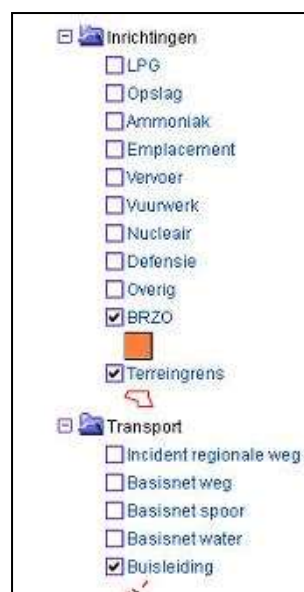 Inrichtingen
LPG
Opslag
Ammoniak
Emplacement
Vervoer
Vuurwerk
Nucleair
Defensie
Overig
BRZO
Terreingrens
Transport
Incident regionale weg
Basisnet weg
Basisnet spoor
Basisnet water
Buisleiding